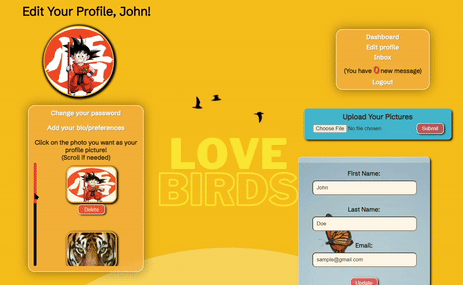 Edit Your Profile, John!
Dashboard
Edit profile
Inbox
(You have 0 new message)
Logout
Change your password
Add your bio/preferences
Click on the photo you want as your
profile picture!
(Scroll if needed)
Delete
LOVE
BIRDS
Upload Your Pictures
Choose File No file chosen
Submit
First Name:
John
Last Name:
Doe
Email:
sample@gmail.com
Update